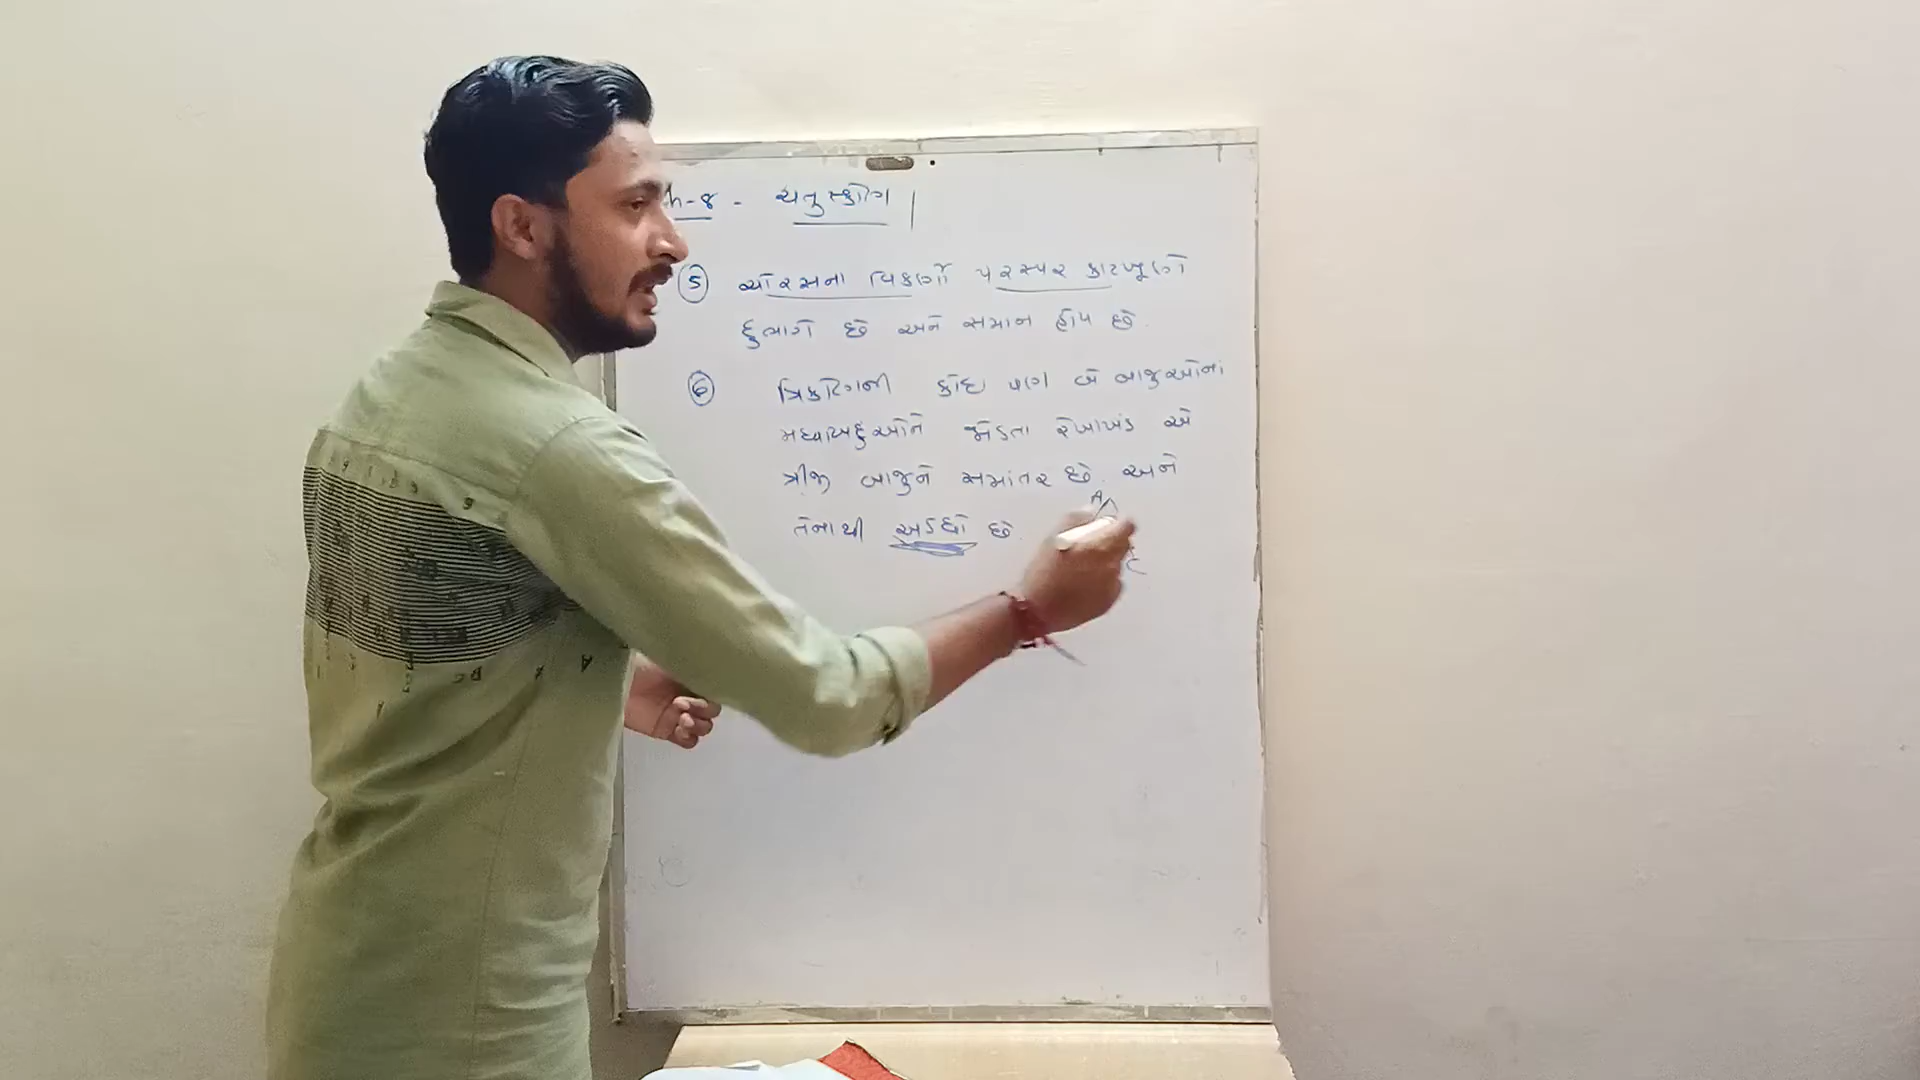 h-8 - ચતુષ્કોણ
5 ચોરસના વિકર્ણો પરસ્પર કાટખૂણે
દુભાગે છે અને સમાન હોય છે.
6 ત્રિકોણની કોઇ પણ બે બાજુઓનાં
મધ્યબિંદુઓને જોડતા રેખાખંડ એ
ત્રીજી બાજુને સમાંતર છે. અને
તેનાથી અડધો છે.
A
C